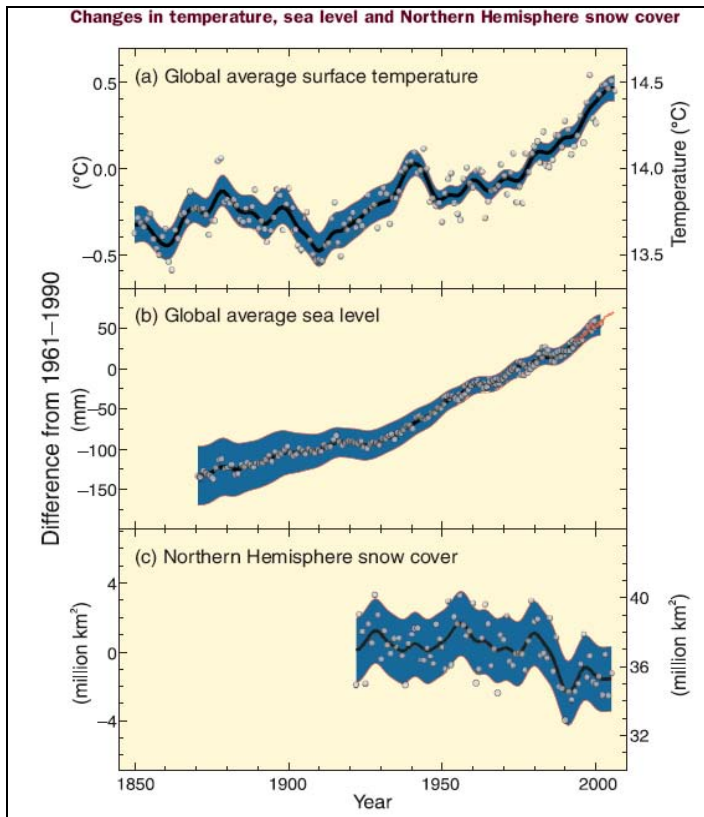 Changes in temperature, sea level and Northern Hemisphere snow cover
(a) Global average surface temperature
0.5
0.0
−0.5
(°C)
14.5
14.0
13.5
Temperature (°C)
Difference from 1961–1990
(b) Global average sea level
50
0
−50
−100
−150
(mm)
(c) Northern Hemisphere snow cover
4
0
−4
(million km²)
40
36
32
(million km²)
1850
1900
1950
2000
Year